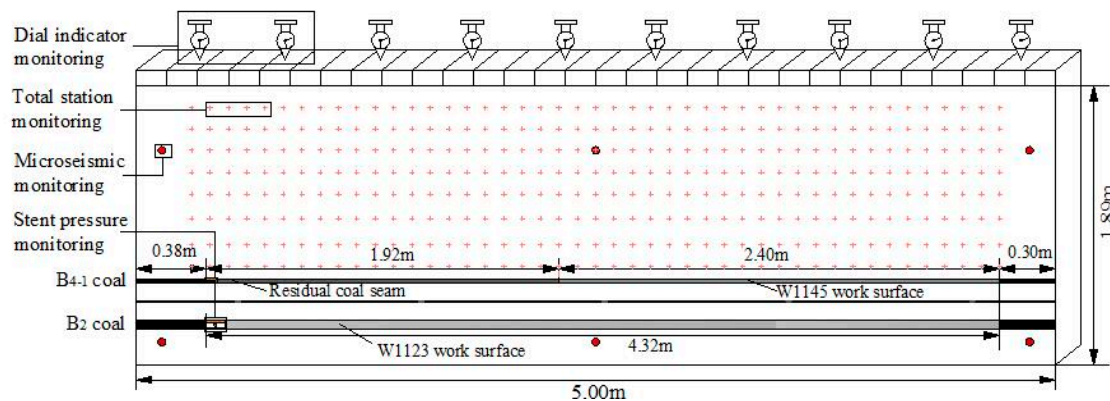 Dial indicator
monitoring
Total station
monitoring
Microseismic
monitoring
Stent pressure
monitoring
0.38m
1.92m
2.40m
0.30m
1.89m
B4-1 coal
Residual coal seam
W1145 work surface
B2 coal
W1123 work surface
4.32m
5.00m